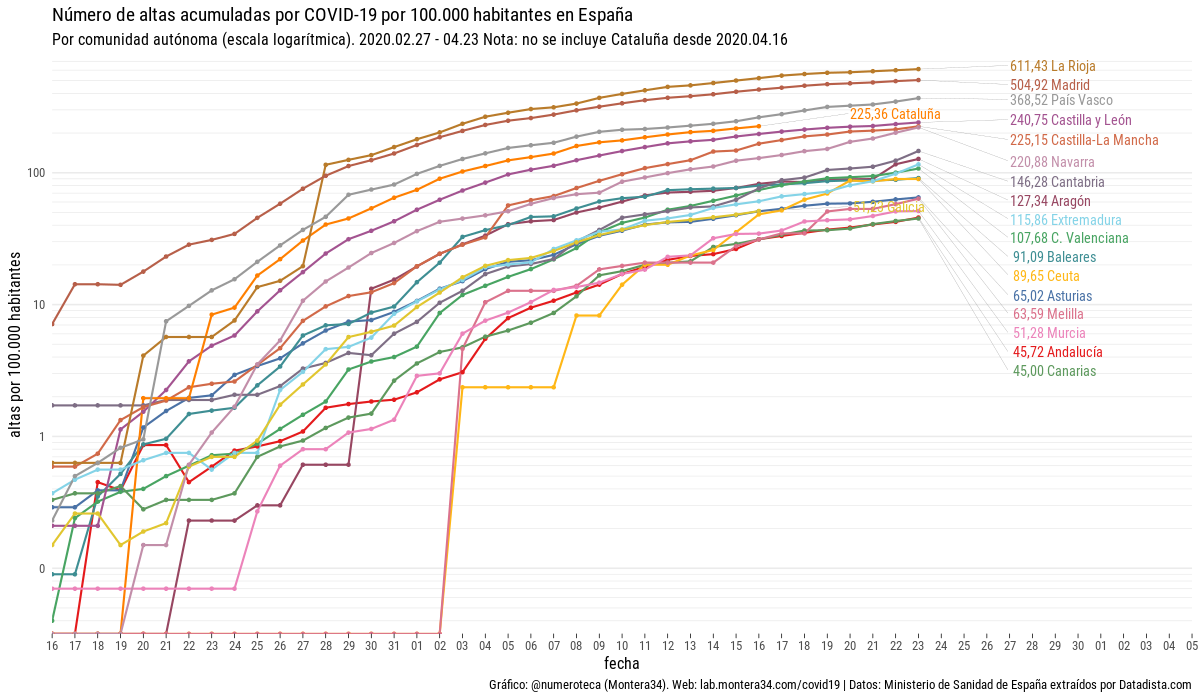 Número de altas acumuladas por COVID-19 por 100.000 habitantes en España
Por comunidad autónoma (escala logarítmica). 2020.02.27 - 04.23 Nota: no se incluye Cataluña desde 2020.04.16
611,43 La Rioja
504,92 Madrid
368,52 País Vasco
225,36 Cataluña
240,75 Castilla y León
225,15 Castilla-La Mancha
220,88 Navarra
146,28 Cantabria
127,34 Aragón
Galicia
115,86 Extremadura
107,68 C. Valenciana
91,09 Baleares
89,65 Ceuta
65,02 Asturias
63,59 Melilla
51,28 Murcia
45,72 Andalucía
45,00 Canarias
altas por 100.000 habitantes
100
10
1
0
16 17 18 19 20 21 22 23 24 25 26 27 28 29 30 31 01 02 03 04 05 06 07 08 09 10 11 12 13 14 15 16 17 18 19 20 21 22 23 24 25 26 27 28 29 30 01 02 03 04 05
fecha
Gráfico: @numeroteca (Montera34). Web: lab.montera34.com/covid19 | Datos: Ministerio de Sanidad de España extraídos por Datadista.com